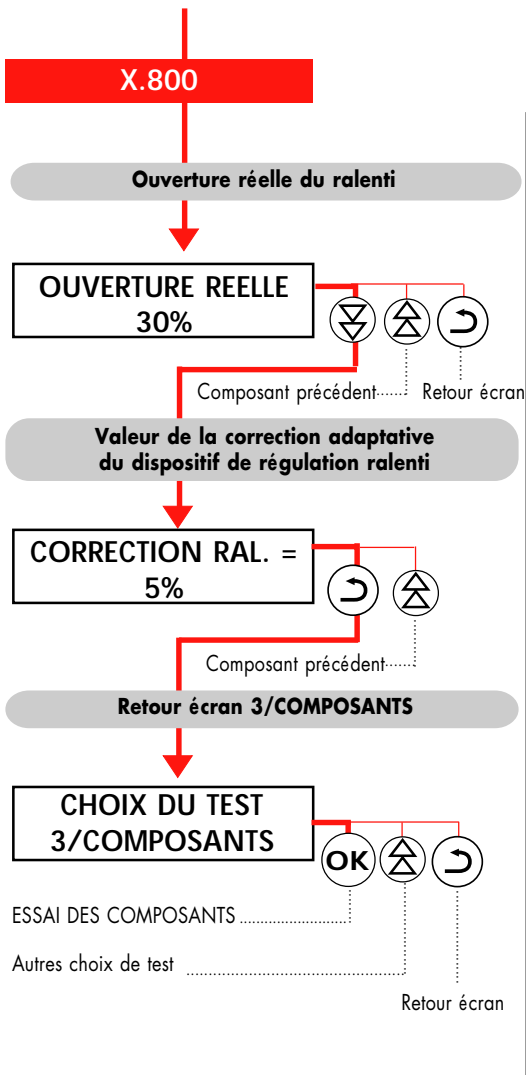 X.800
Ouverture réelle du ralenti
OUVERTURE REELLE
30%
Composant précédent
Retour écran
Valeur de la correction adaptative
du dispositif de régulation ralenti
CORRECTION RAL. =
5%
Composant précédent
Retour écran 3/COMPOSANTS
CHOIX DU TEST
3/COMPOSANTS
OK
ESSAI DES COMPOSANTS
Autres choix de test
Retour écran